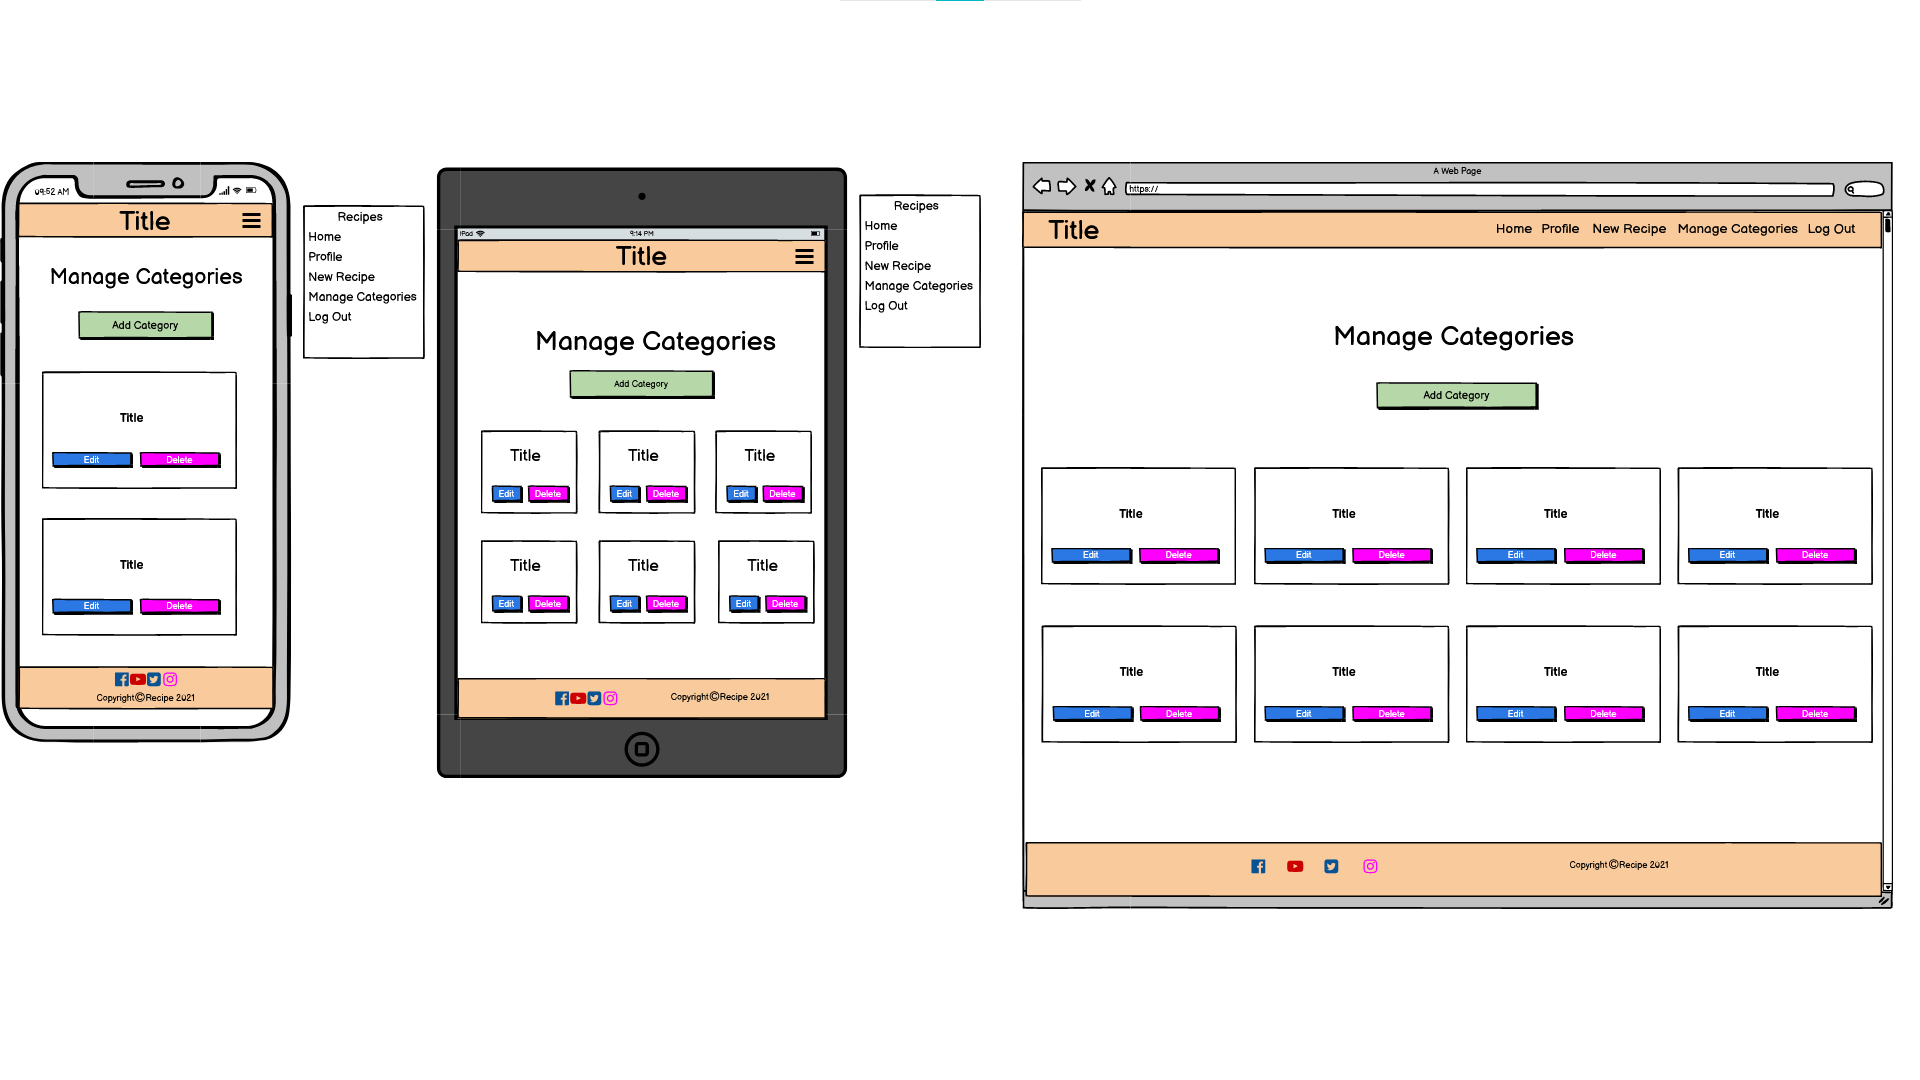 09:52 AM
Title
Manage Categories
Add Category
Title
Edit Delete
Title
Edit Delete
Copyright©Recipe 2021
Recipes
Home
Profile
New Recipe
Manage Categories
Log Out
iPad 9:14 PM
Title
Manage Categories
Add Category
Title Title Title
Edit Delete Edit Delete Edit Delete
Title Title Title
Edit Delete Edit Delete Edit Delete
Copyright©Recipe 2021
Recipes
Home
Profile
New Recipe
Manage Categories
Log Out
A Web Page
https://
Title Home Profile New Recipe Manage Categories Log Out
Manage Categories
Add Category
Title Title Title Title
Edit Delete Edit Delete Edit Delete Edit Delete
Title Title Title Title
Edit Delete Edit Delete Edit Delete Edit Delete
Copyright©Recipe 2021